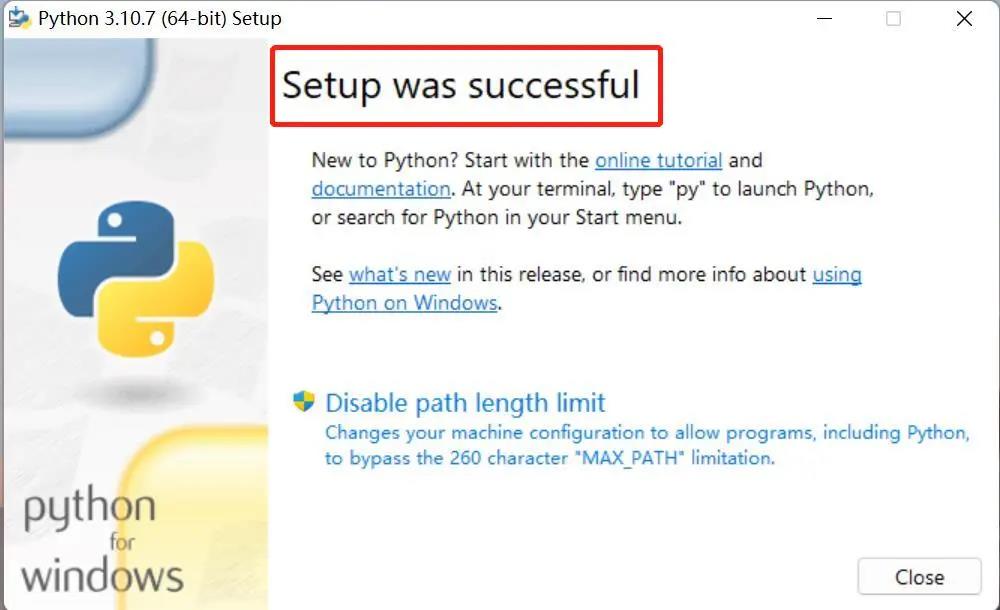 Python 3.10.7 (64-bit) Setup
Setup was successful
New to Python? Start with the online tutorial and
documentation. At your terminal, type "py" to launch Python,
or search for Python in your Start menu.
See what's new in this release, or find more info about using
Python on Windows.
Disable path length limit
Changes your machine configuration to allow programs, including Python,
to bypass the 260 character "MAX_PATH" limitation.
python
for
windows
Close